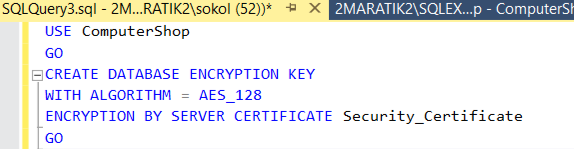 SQLQuery3.sql - 2M...RATIK2\sokol (52))* 2MARATIK2\SQLEX...p - ComputerSh
USE ComputerShop
GO
CREATE DATABASE ENCRYPTION KEY
WITH ALGORITHM = AES_128
ENCRYPTION BY SERVER CERTIFICATE Security_Certificate
GO